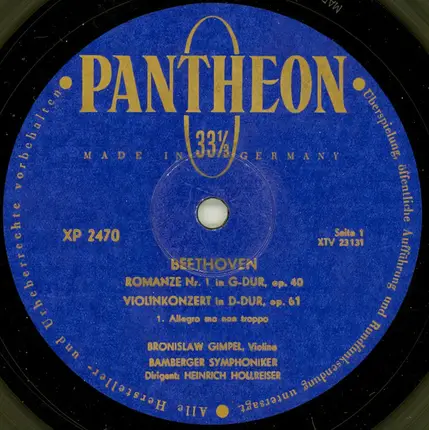 PANTHEON
33⅓
MADE IN GERMANY
XP 2470
Seite 1
XTV 23131
BEETHOVEN
ROMANZE Nr. 1 in G-DUR, op. 40
VIOLINKONZERT in D-DUR, op. 61
1. Allegro ma non troppo
BRONISLAW GIMPEL, Violine
BAMBERGER SYMPHONIKER
Dirigent: HEINRICH HOLLREISER
• Alle Hersteller- und Urheberrechte vorbehalten •
Überspielung, öffentliche Aufführung und Rundfunksendung untersagt.